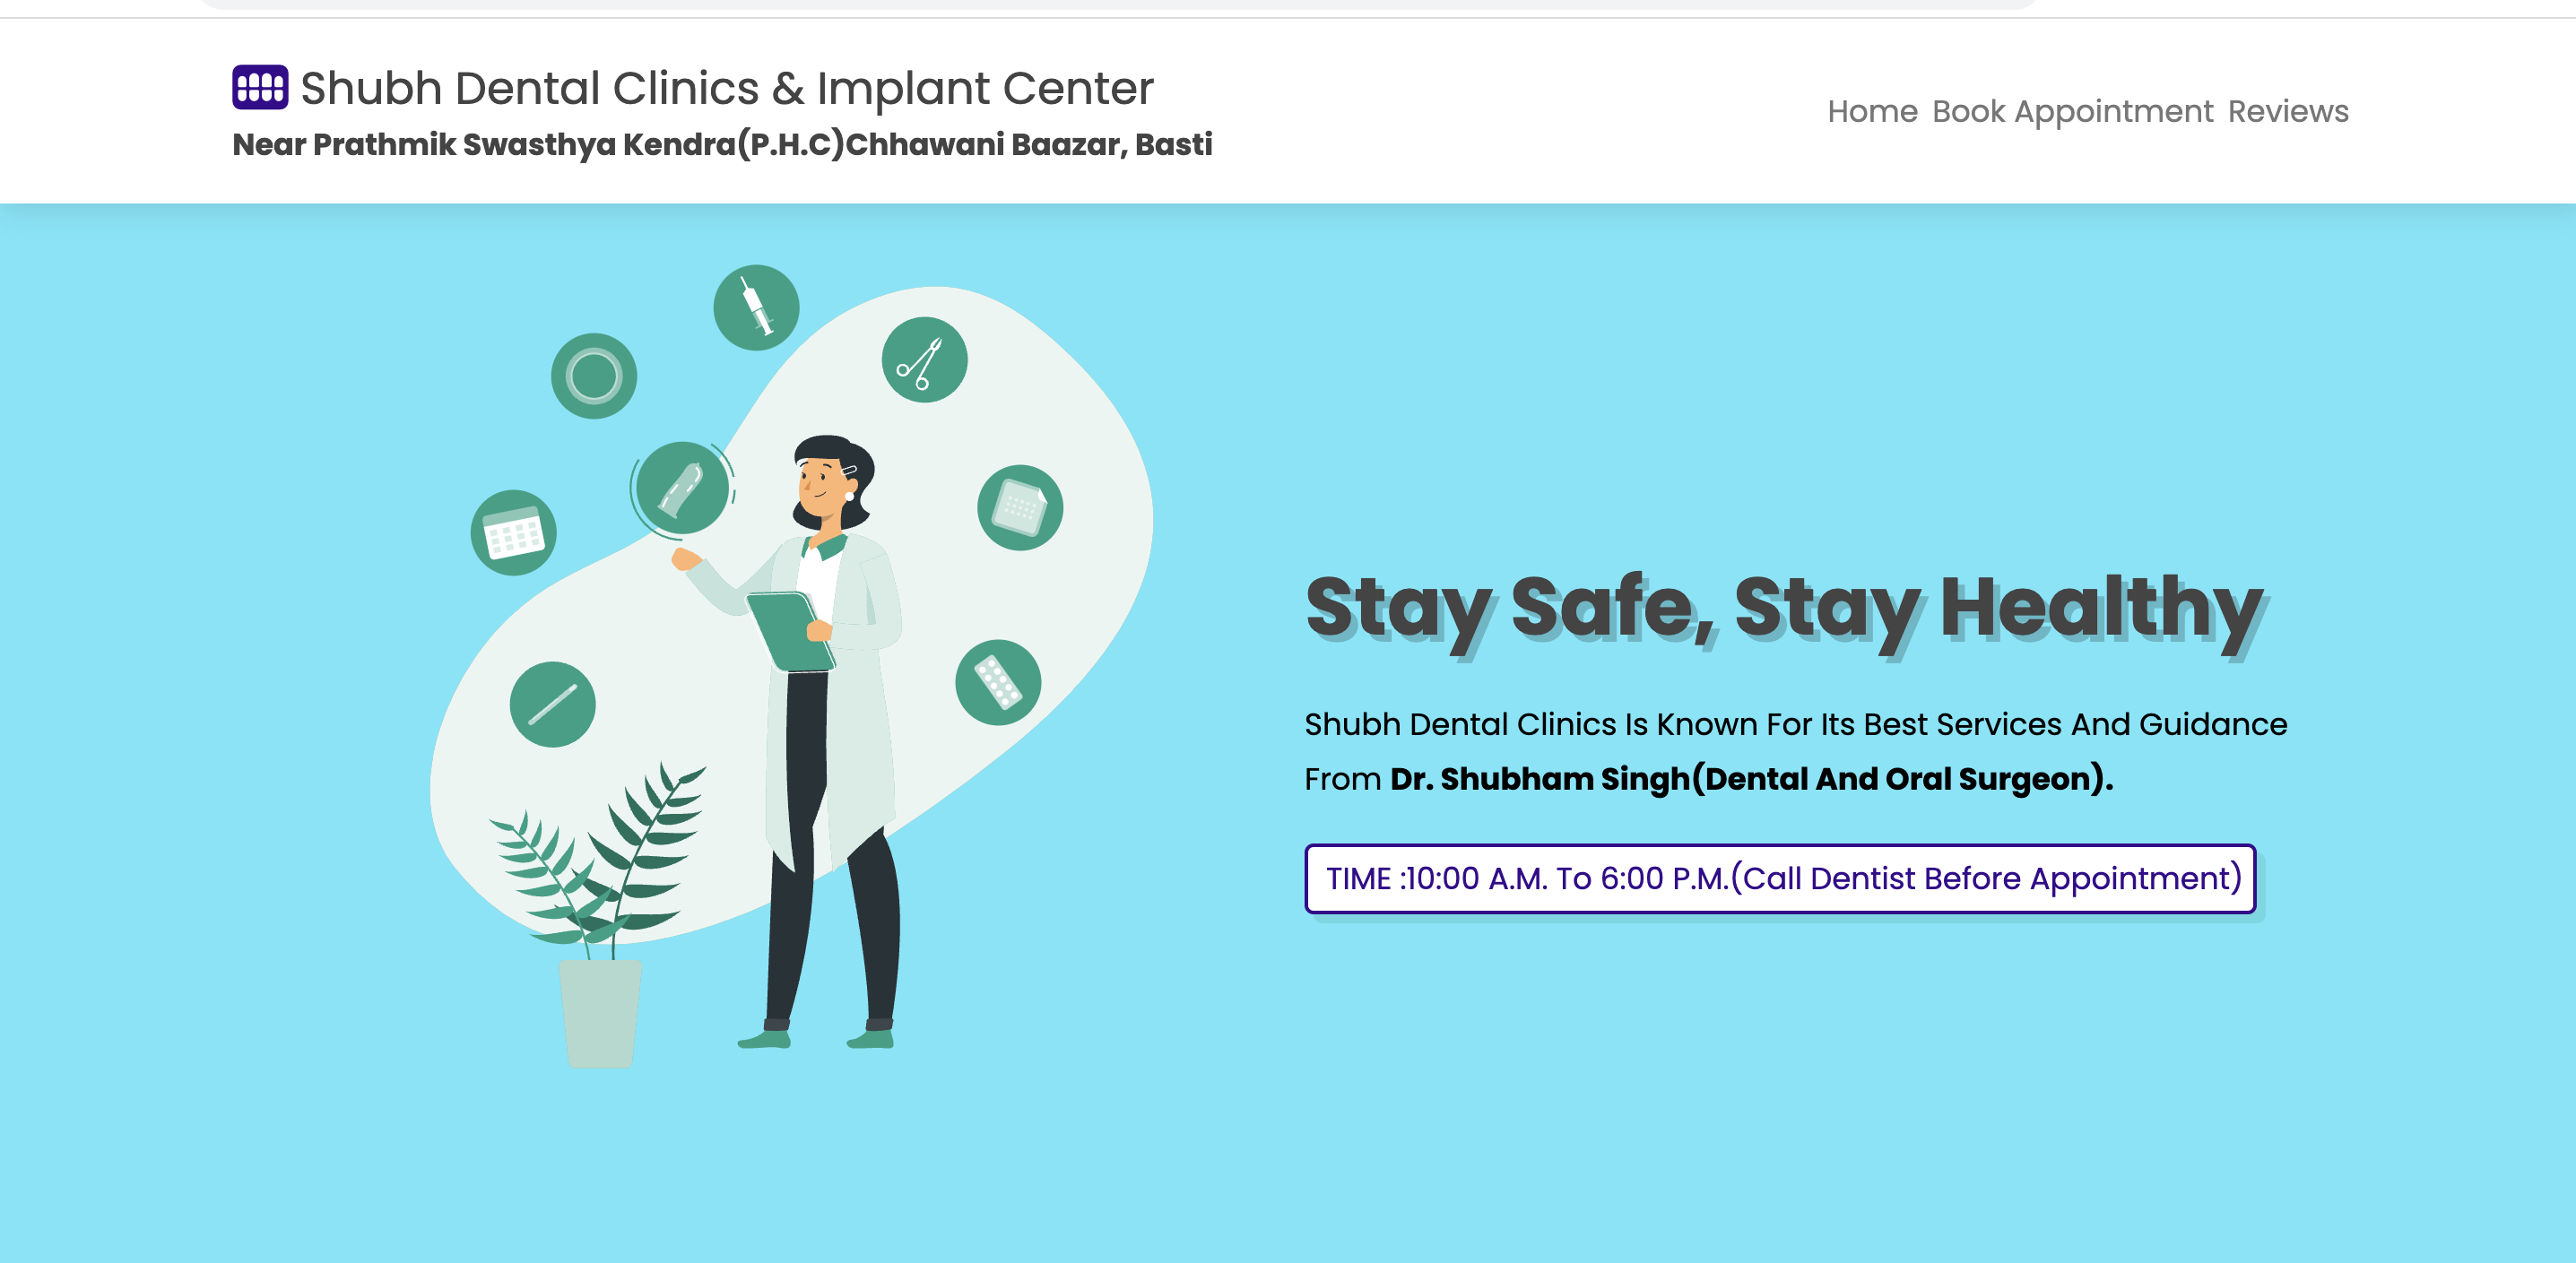 Shubh Dental Clinics & Implant Center
Near Prathmik Swasthya Kendra(P.H.C)Chhawani Baazar, Basti
Home Book Appointment Reviews
Stay Safe, Stay Healthy
Shubh Dental Clinics Is Known For Its Best Services And Guidance
From Dr. Shubham Singh(Dental And Oral Surgeon).
TIME :10:00 A.M. To 6:00 P.M.(Call Dentist Before Appointment)